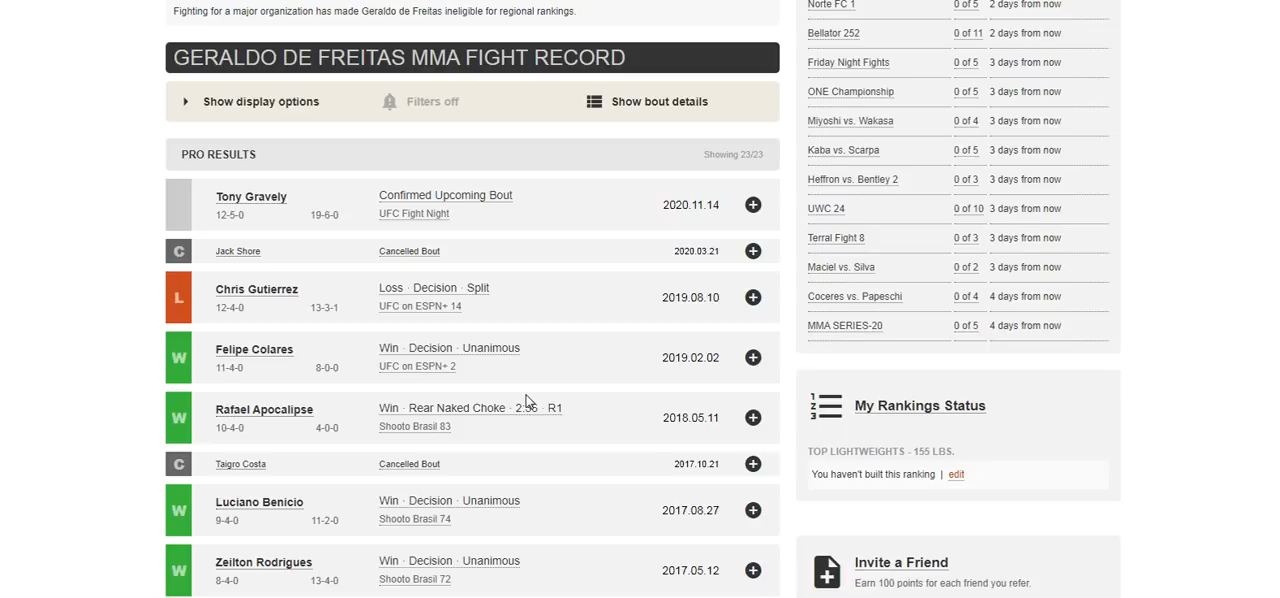 Fighting for a major organization has made Geraldo de Freitas ineligible for regional rankings.
GERALDO DE FREITAS MMA FIGHT RECORD
Show display options
Filters off
Show bout details
PRO RESULTS
Showing 23/23
Tony Gravely
Confirmed Upcoming Bout
12-5-0
19-6-0
UFC Fight Night
2020.11.14
C
Jack Shore
Cancelled Bout
2020.03.21
L
Chris Gutierrez
Loss · Decision · Split
12-4-0
13-3-1
UFC on ESPN+ 14
2019.08.10
W
Felipe Colares
Win · Decision · Unanimous
11-4-0
8-0-0
UFC on ESPN+ 2
2019.02.02
W
Rafael Apocalipse
Win · Rear Naked Choke · · R1
10-4-0
4-0-0
Shooto Brasil 83
2018.05.11
C
Taigro Costa
Cancelled Bout
2017.10.21
W
Luciano Benicio
Win · Decision · Unanimous
9-4-0
11-2-0
Shooto Brasil 74
2017.08.27
W
Zeilton Rodrigues
Win · Decision · Unanimous
8-4-0
13-4-0
Shooto Brasil 72
2017.05.12
Norte FC 1 0 of 5 2 days from now
Bellator 252 0 of 11 2 days from now
Friday Night Fights 0 of 5 3 days from now
ONE Championship 0 of 5 3 days from now
Miyoshi vs. Wakasa 0 of 4 3 days from now
Kaba vs. Scarpa 0 of 5 3 days from now
Heffron vs. Bentley 2 0 of 3 3 days from now
UWC 24 0 of 10 3 days from now
Terral Fight 8 0 of 3 3 days from now
Maciel vs. Silva 0 of 2 3 days from now
Coceres vs. Papeschi 0 of 4 4 days from now
MMA SERIES-20 0 of 5 4 days from now
1
2
3
My Rankings Status
TOP LIGHTWEIGHTS - 155 LBS.
You haven't built this ranking | edit
Invite a Friend
Earn 100 points for each friend you refer.